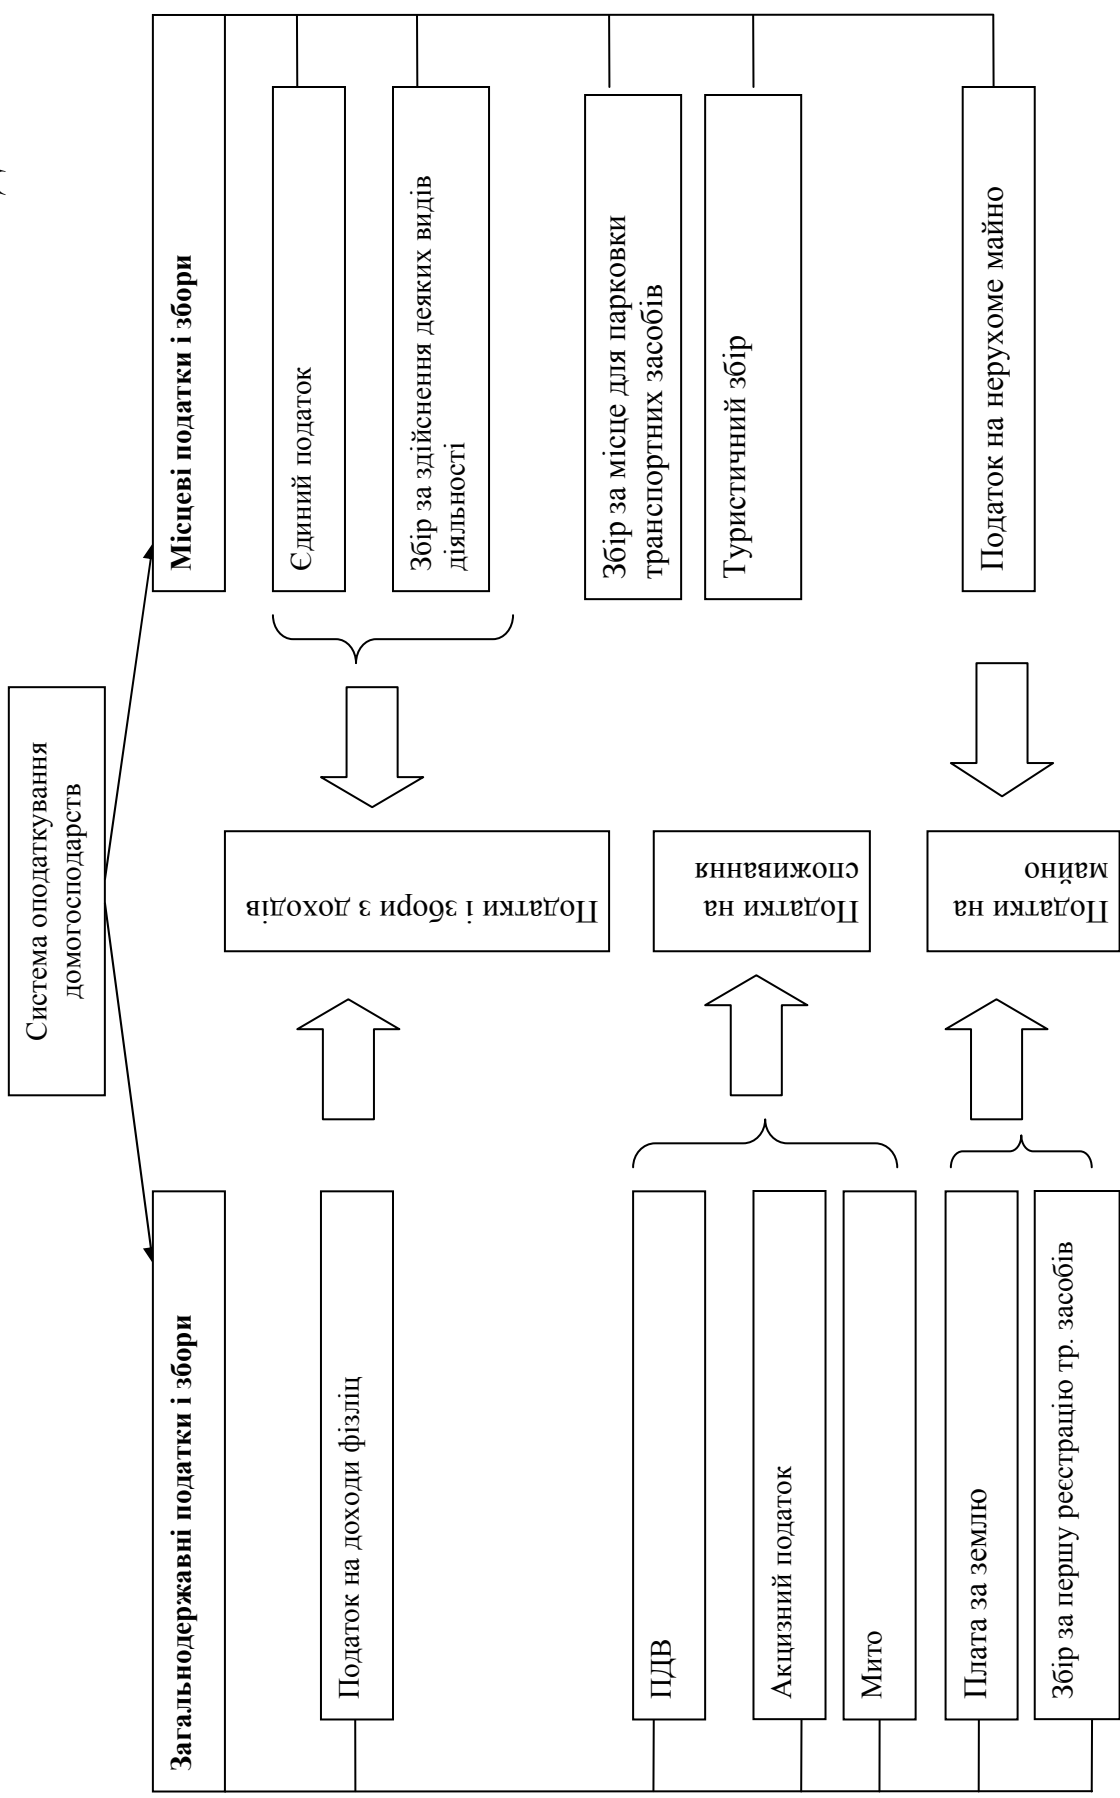 Система оподаткування
домогосподарств
Загальнодержавні податки і збори
Місцеві податки і збори
Податок на доходи фізліц
Податки і збори з доходів
Єдиний податок
Збір за здійснення деяких видів
діяльності
ПДВ
Акцизний податок
Мито
Податки на
споживання
Збір за місце для парковки
транспортних засобів
Туристичний збір
Плата за землю
Збір за першу реєстрацію тр. засобів
Податки на
майно
Податок на нерухоме майно